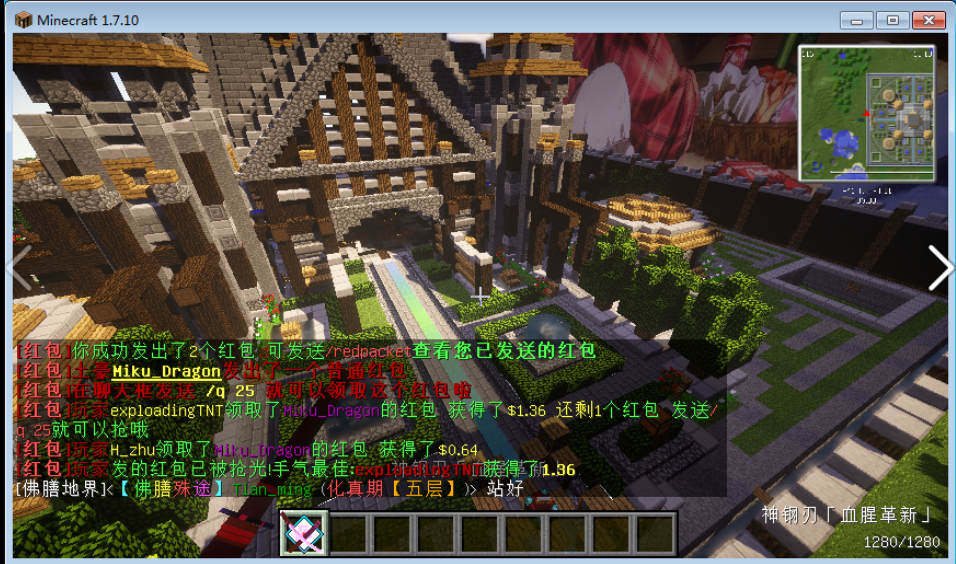 Minecraft 1.7.10
[红包]你成功发出了2个红包 可发送/redpacket查看您已发送的红包
[红包]土豪Miku_Dragon发出了一个普通红包
[红包]在聊天框发送 /q 25 就可以领取这个红包啦
[红包]玩家exploadingTNT领取了Miku_Dragon的红包 获得了$1.36 还剩1个红包 发送/
q 25就可以抢哦
[红包]玩家H_zhu领取了Miku_Dragon的红包 获得了$0.64
[红包]玩家发的红包已被抢光!手气最佳:exploadingTNT获得了1.36
[佛膳地界]<【佛膳殊途】Tian_ming (化真期【五层】)> 站好
神钢刃「血腥革新」
1280/1280